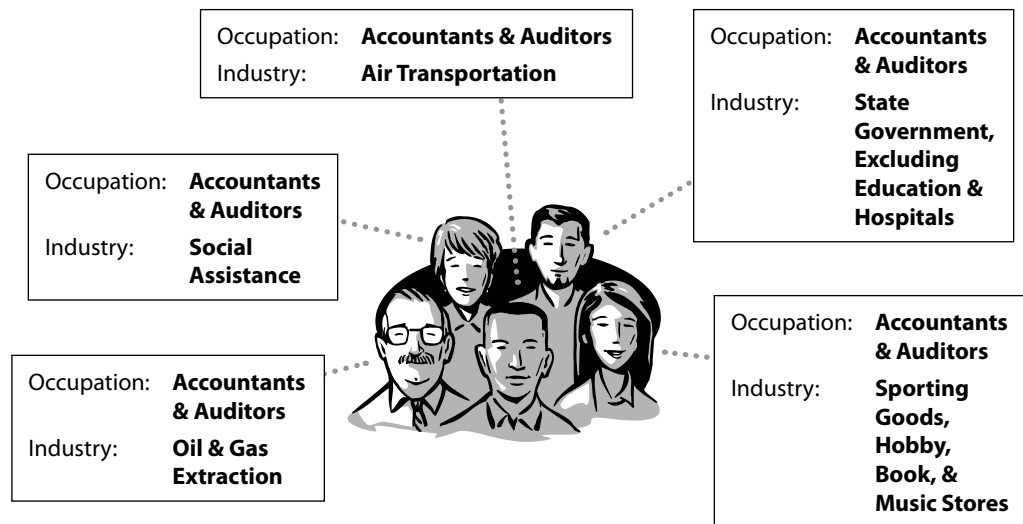 Occupation: Accountants & Auditors
Industry: Air Transportation
Occupation: Accountants
& Auditors
Industry: State
Government,
Excluding
Education &
Hospitals
Occupation: Accountants
& Auditors
Industry: Social
Assistance
Occupation: Accountants
& Auditors
Industry: Sporting
Goods,
Hobby,
Book, &
Music Stores
Occupation: Accountants
& Auditors
Industry: Oil & Gas
Extraction